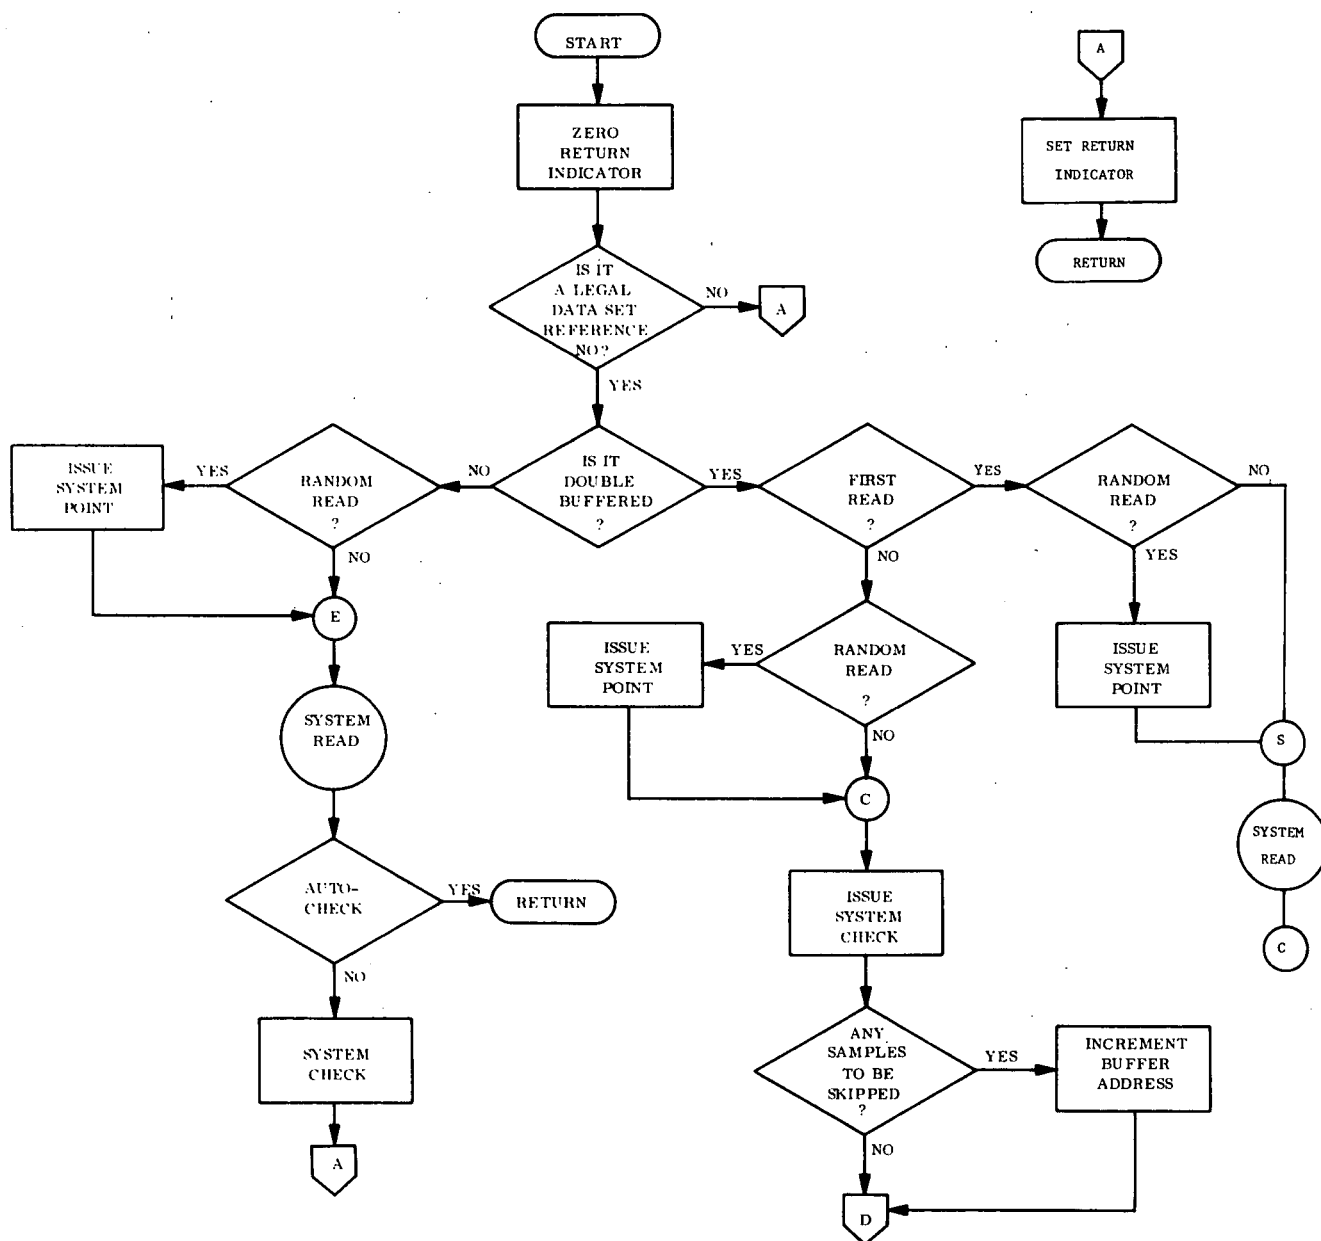 START
ZERO
RETURN
INDICATOR
IS IT
A LEGAL
DATA SET
REFERENCE
NO?
NO
A
YES
A
SET RETURN
INDICATOR
RETURN
ISSUE
SYSTEM
POINT
YES
RANDOM
READ
?
NO
NO
IS IT
DOUBLE
BUFFERED
?
YES
FIRST
READ
?
NO
YES
RANDOM
READ
?
YES
NO
E
SYSTEM
READ
AUTO-
CHECK
YES
RETURN
NO
SYSTEM
CHECK
A
ISSUE
SYSTEM
POINT
YES
RANDOM
READ
?
NO
C
ISSUE
SYSTEM
CHECK
ANY
SAMPLES
TO BE
SKIPPED
?
YES
INCREMENT
BUFFER
ADDRESS
NO
D
ISSUE
SYSTEM
POINT
S
SYSTEM
READ
C